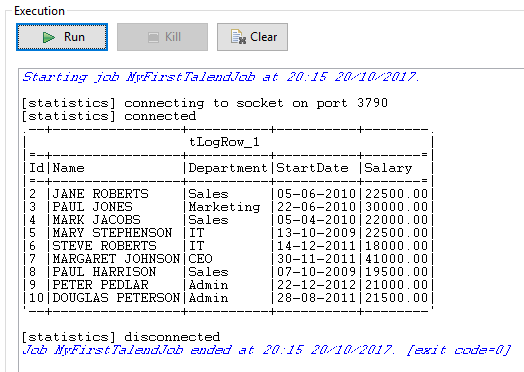 Execution
Run Kill Clear
Starting job MyFirstTalendJob at 20:15 20/10/2017.
[statistics] connecting to socket on port 3790
[statistics] connected
.--+-----------------+----------+----------+--------.
|                    tLogRow_1                      |
|=-+-----------------+----------+----------+-------=|
|Id|Name             |Department|StartDate |Salary  |
|=-+-----------------+----------+----------+-------=|
|2 |JANE ROBERTS     |Sales     |05-06-2010|22500.00|
|3 |PAUL JONES       |Marketing |22-06-2010|30000.00|
|4 |MARK JACOBS      |Sales     |05-04-2010|22000.00|
|5 |MARY STEPHENSON  |IT        |13-10-2009|22500.00|
|6 |STEVE ROBERTS    |IT        |14-12-2011|18000.00|
|7 |MARGARET JOHNSON|CEO       |30-11-2011|41000.00|
|8 |PAUL HARRISON    |Sales     |07-10-2009|19500.00|
|9 |PETER PEDLAR     |Admin     |22-12-2012|21000.00|
|10|DOUGLAS PETERSON|Admin     |28-08-2011|21500.00|
'--+-----------------+----------+----------+--------'
[statistics] disconnected
Job MyFirstTalendJob ended at 20:15 20/10/2017. [exit code=0]